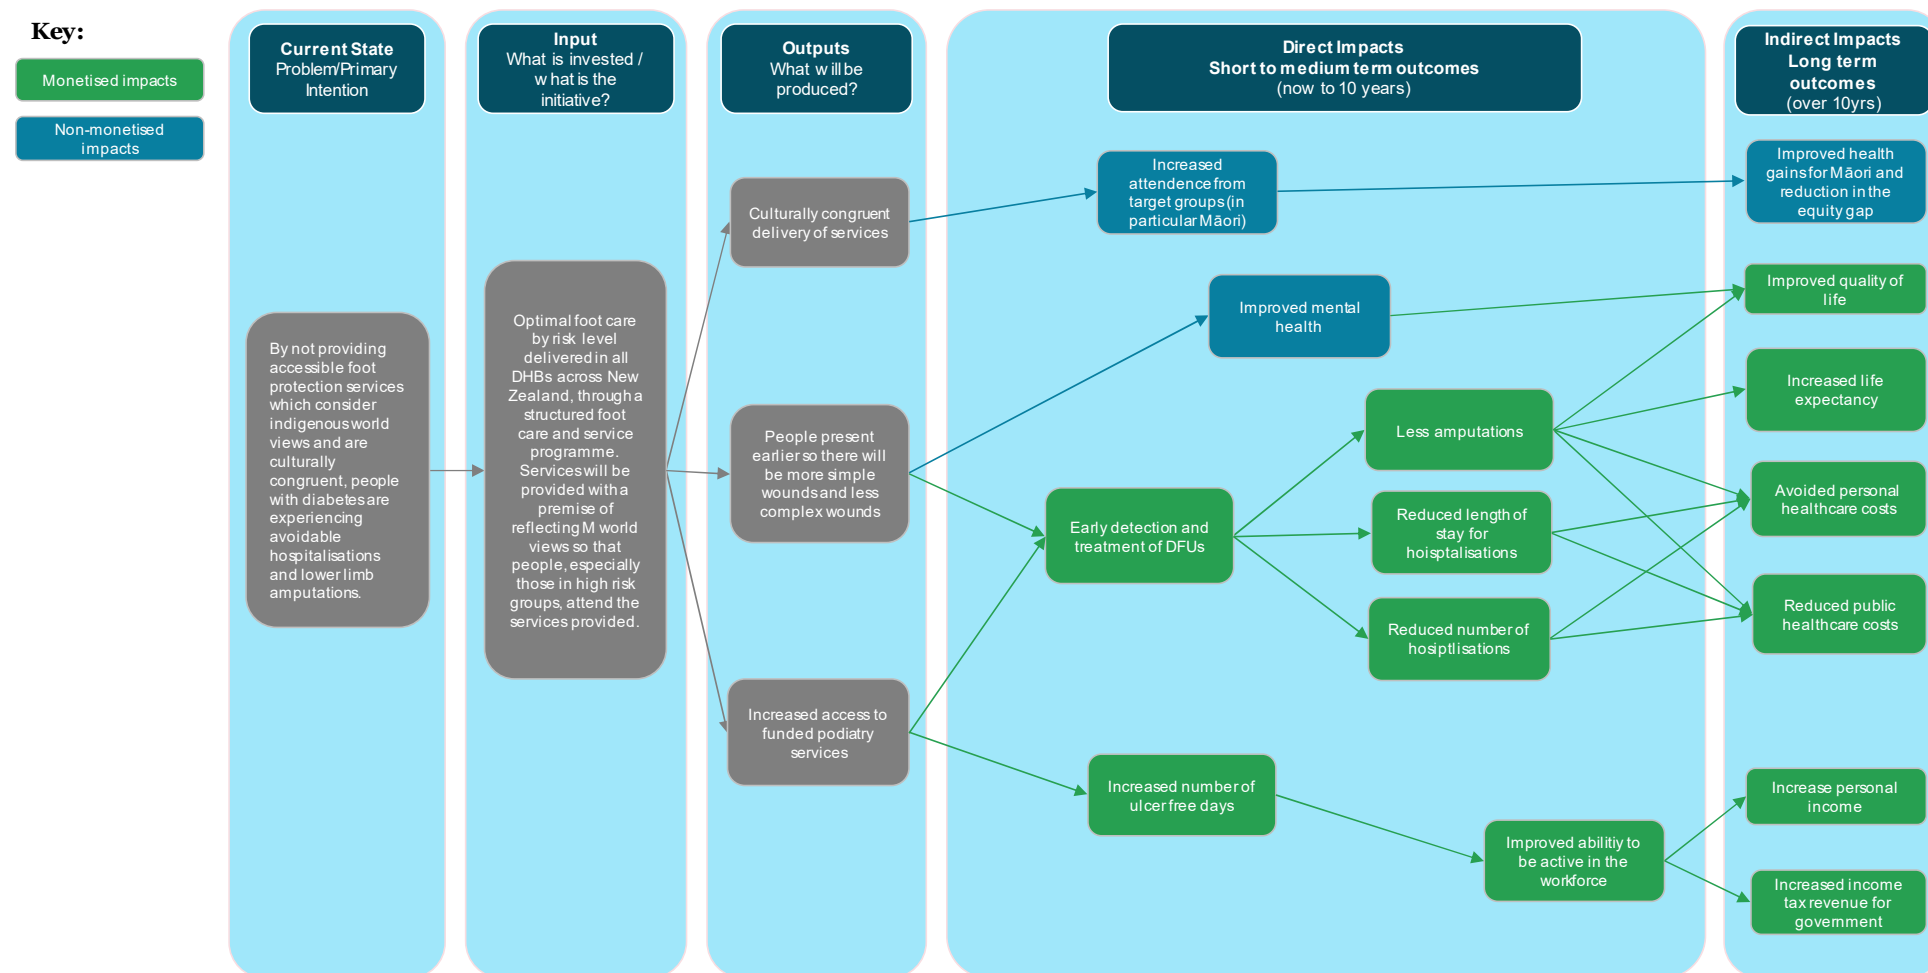 Key:
Monetised impacts
Non-monetised
impacts
Current State
Problem/Primary
Intention
By not providing
accessible foot
protection services
which consider
indigenous world
views and are
culturally
congruent, people
with diabetes are
experiencing
avoidable
hospitalisations
and lower limb
amputations.
Input
What is invested /
what is the
initiative?
Optimal foot care
by risk level
delivered in all
DHBs across New
Zealand, through a
structured foot
care and service
programme.
Services will be
provided with a
premise of
reflecting M world
views so that
people, especially
those in high risk
groups, attend the
services provided.
Outputs
What will be
produced?
Culturally congruent
delivery of services
People present
earlier so there will
be more simple
wounds and less
complex wounds
Increased access to
funded podiatry
services
Direct Impacts
Short to medium term outcomes
(now to 10 years)
Increased
attendence from
target groups (in
particular Māori)
Improved mental
health
Early detection and
treatment of DFUs
Less amputations
Reduced length of
stay for
hoisptalisations
Reduced number of
hosiptlisations
Increased number of
ulcer free days
Improved abilitiy to
be active in the
workforce
Indirect Impacts
Long term
outcomes
(over 10yrs)
Improved health
gains for Māori and
reduction in the
equity gap
Improved quality of
life
Increased life
expectancy
Avoided personal
healthcare costs
Reduced public
healthcare costs
Increase personal
income
Increased income
tax revenue for
government